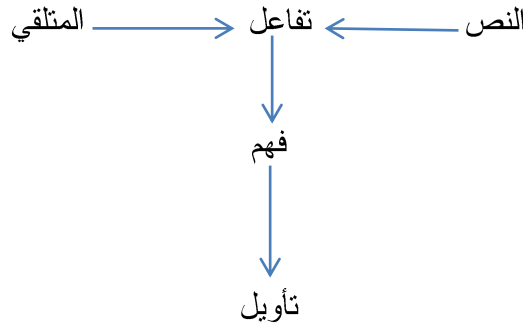 النص تفاعل المتلقي
فهم
تأويل